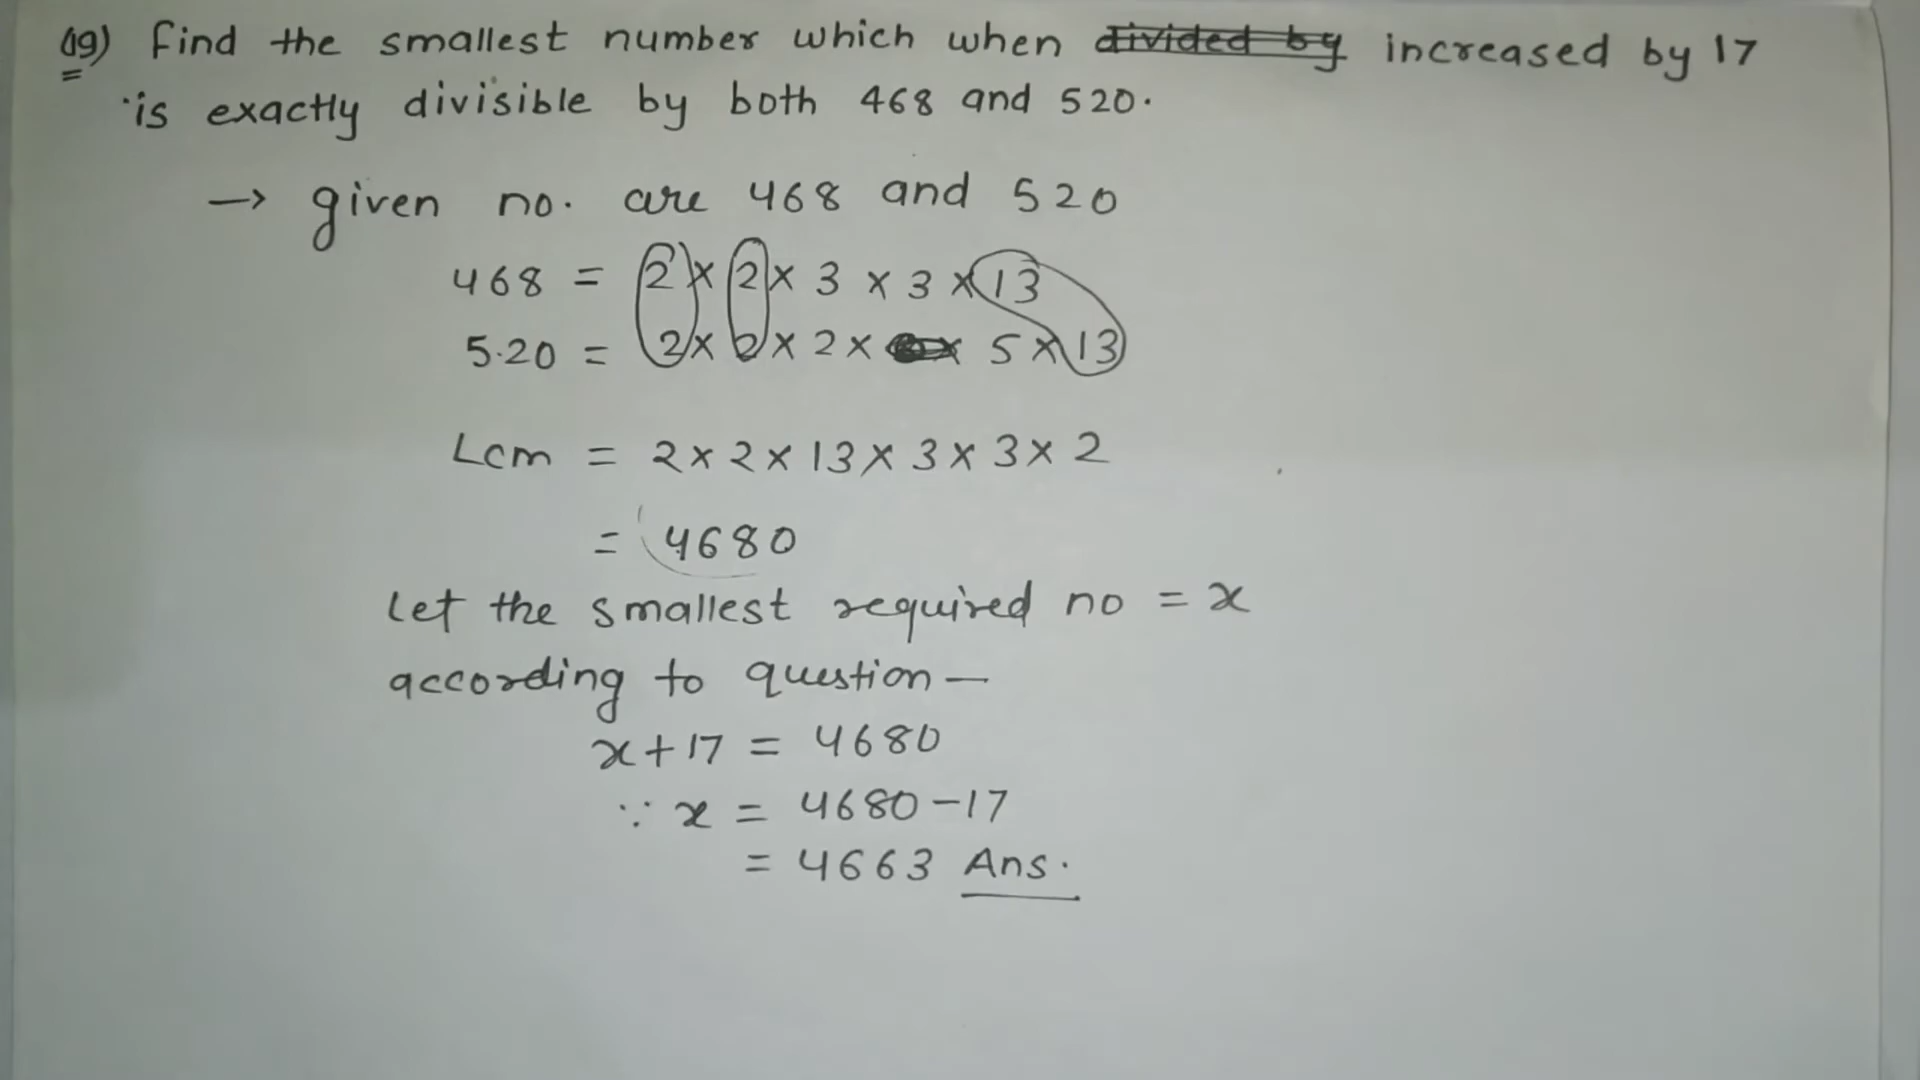 19) find the smallest number which when divided by increased by 17
is exactly divisible by both 468 and 520.
→ given no. are 468 and 520
468 = 2 × 2 × 3 × 3 × 13
520 = 2 × 2 × 2 × 5 × 13
Lcm = 2 × 2 × 13 × 3 × 3 × 2
= 4680
Let the smallest required no = x
according to question —
x + 17 = 4680
∵ x = 4680 - 17
= 4663 Ans.